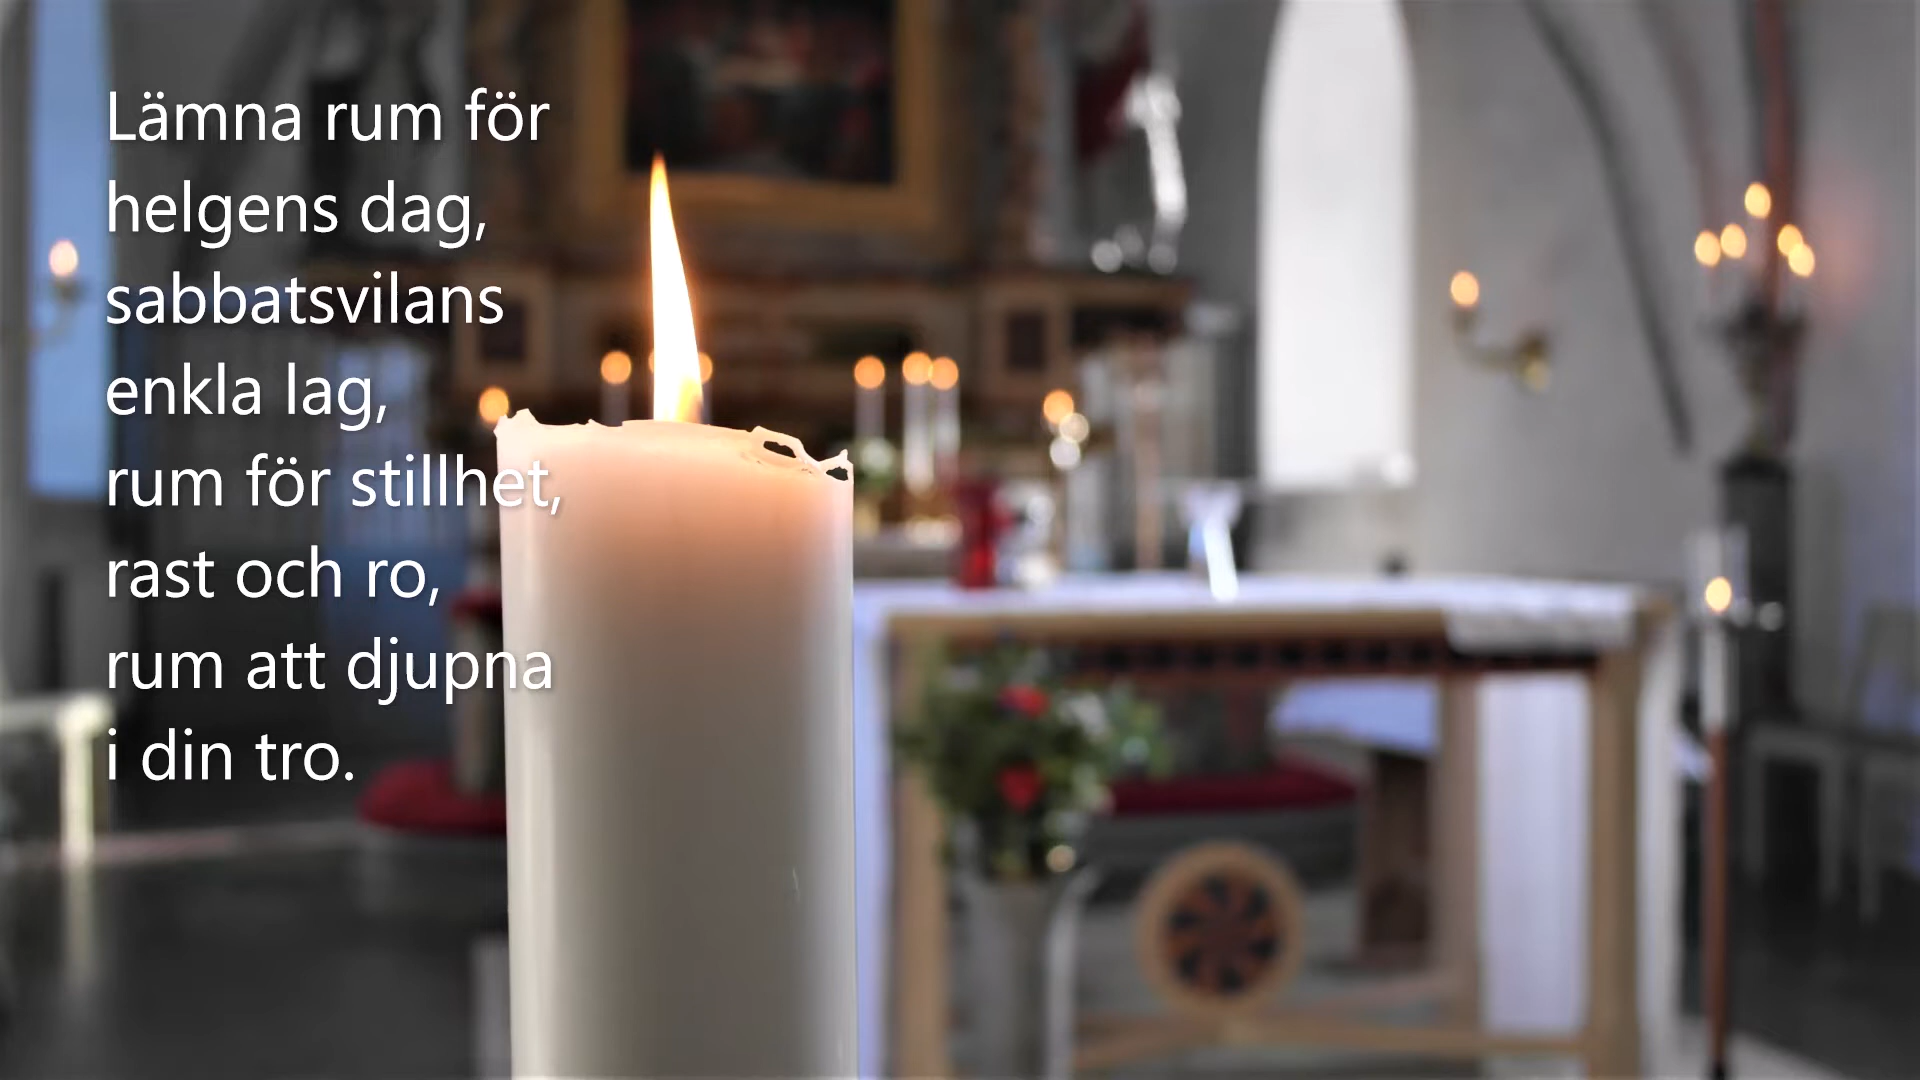 Lämna rum för
helgens dag,
sabbatsvilans
enkla lag,
rum för stillhet,
rast och ro,
rum att djupna
i din tro.